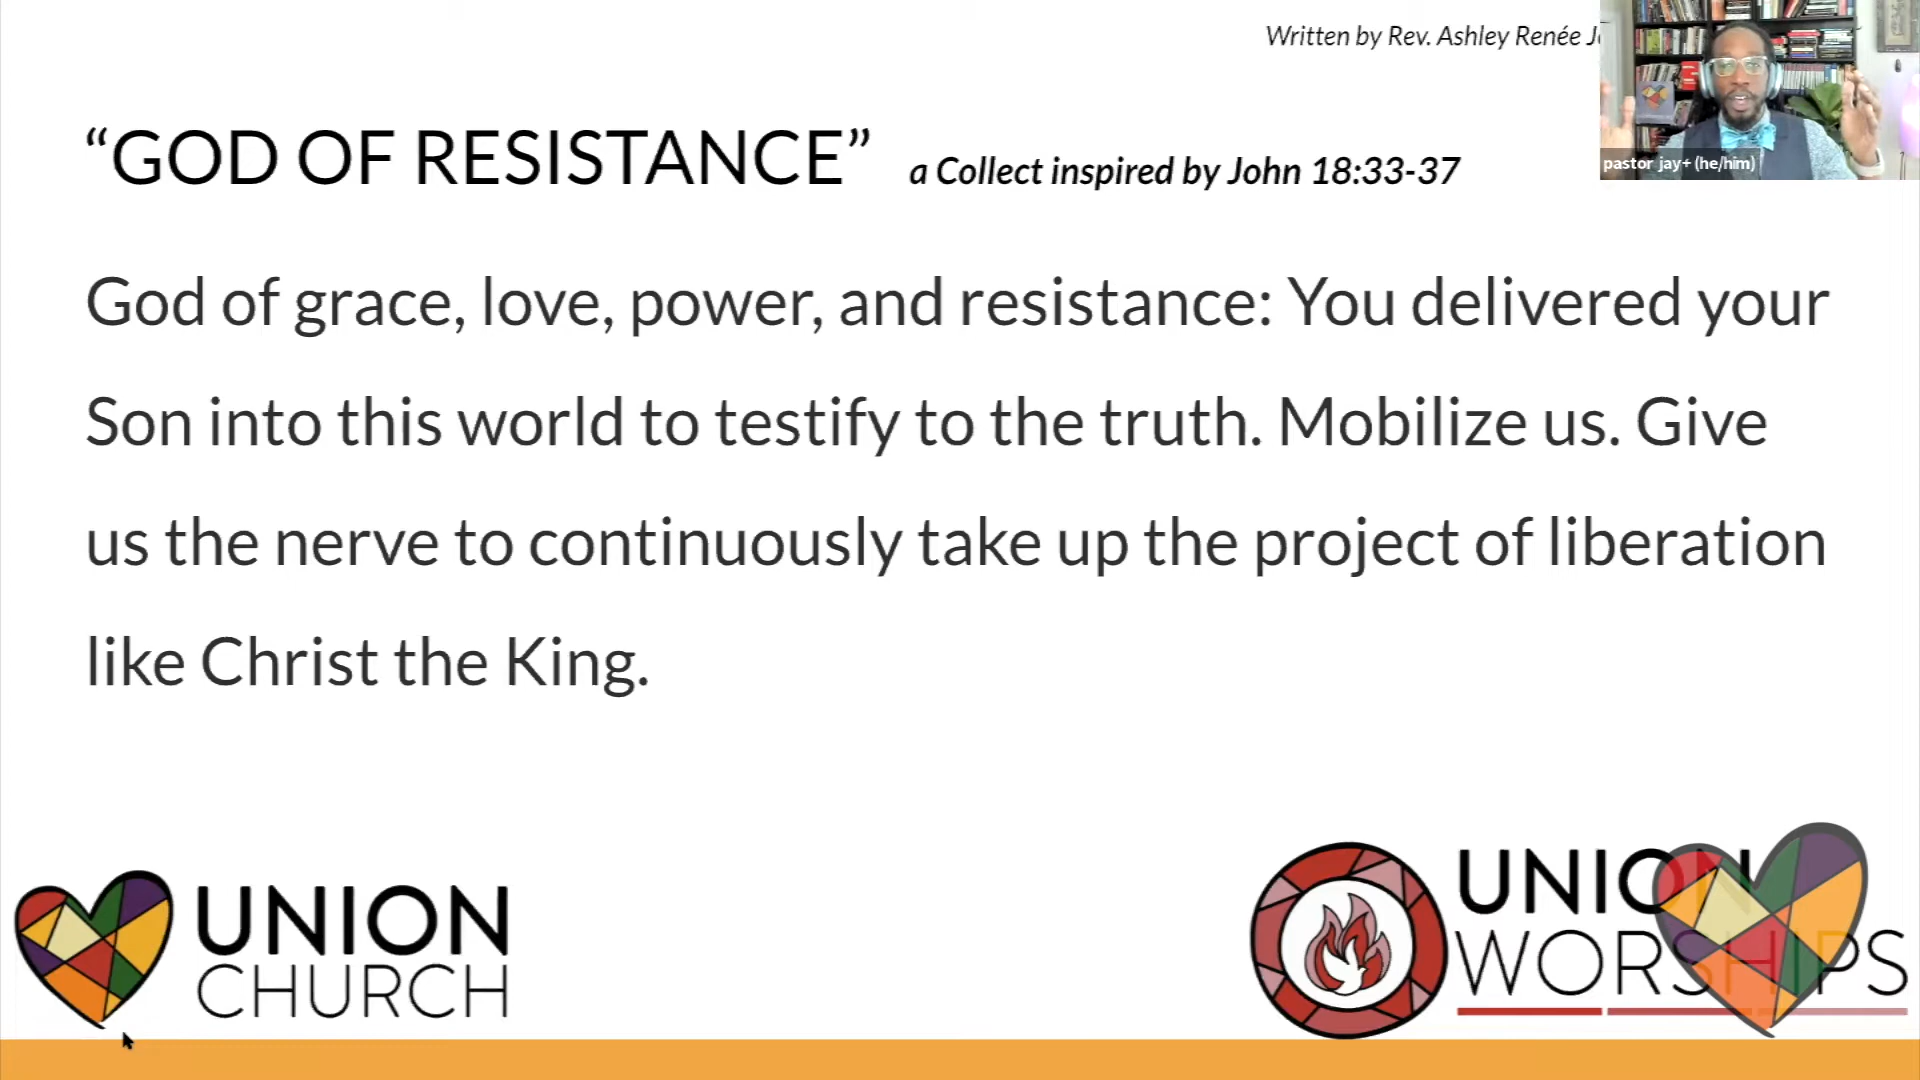 Written by Rev. Ashley Renée
pastor jay+ (he/him)
“GOD OF RESISTANCE” a Collect inspired by John 18:33-37
God of grace, love, power, and resistance: You delivered your
Son into this world to testify to the truth. Mobilize us. Give
us the nerve to continuously take up the project of liberation
like Christ the King.
UNION
CHURCH
UNION
WORSHIPS